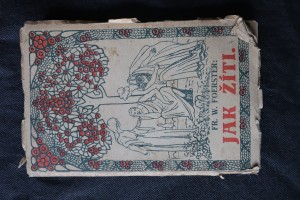 FR. W. FOERSTER:
JAK ŽÍTI.